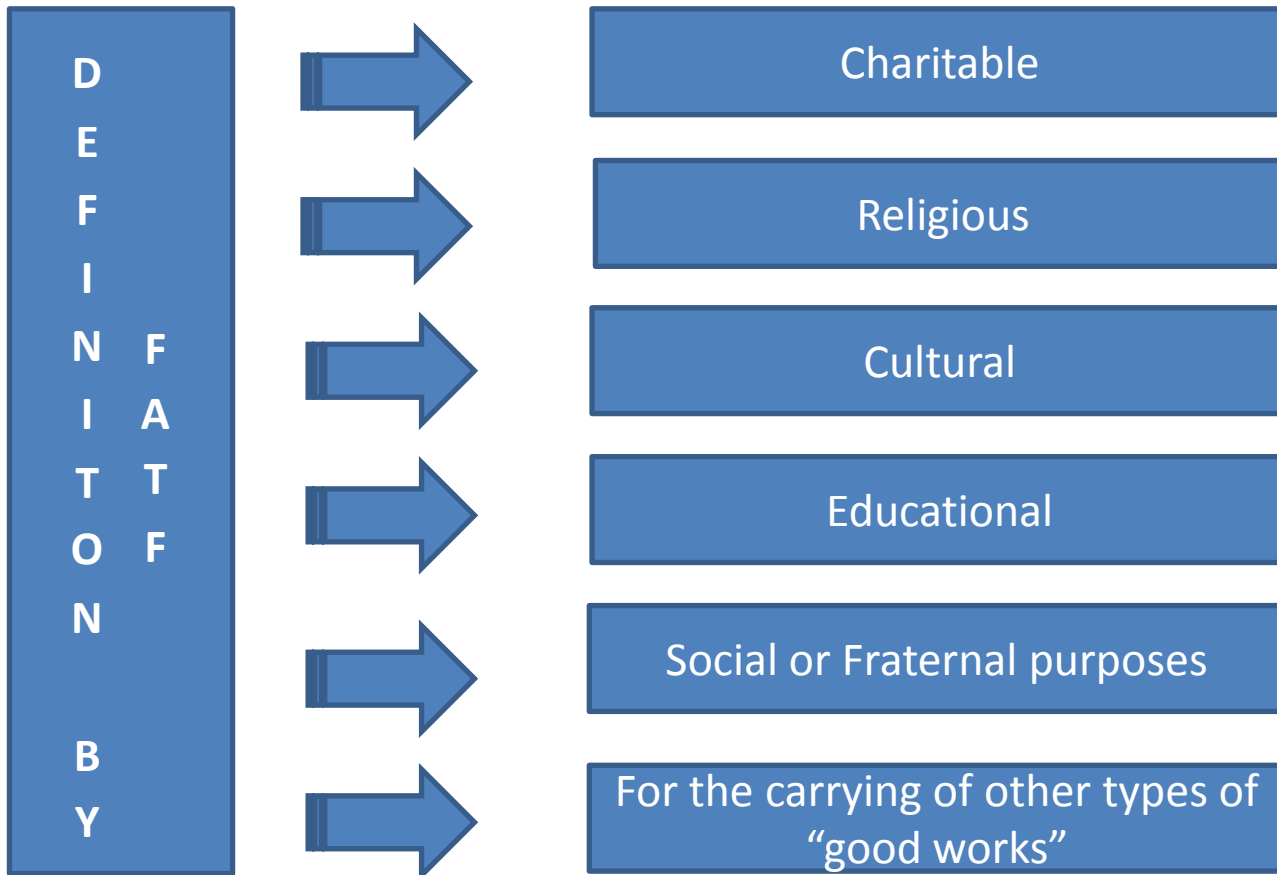 DEFINITON BY
FATF
Charitable
Religious
Cultural
Educational
Social or Fraternal purposes
For the carrying of other types of
“good works”